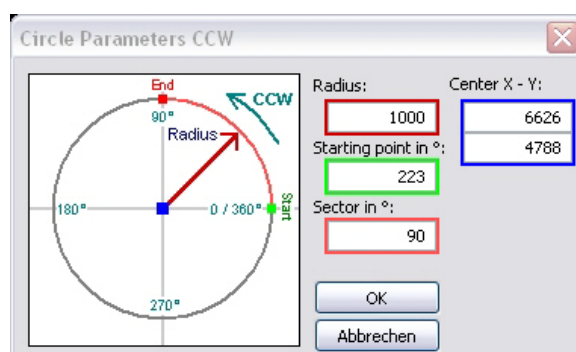 Circle Parameters CCW
End
90°
CCW
Radius
180°
0 / 360°
Start
270°
Radius:
1000
Starting point in °:
223
Sector in °:
90
Center X - Y:
6626
4788
OK
Abbrechen